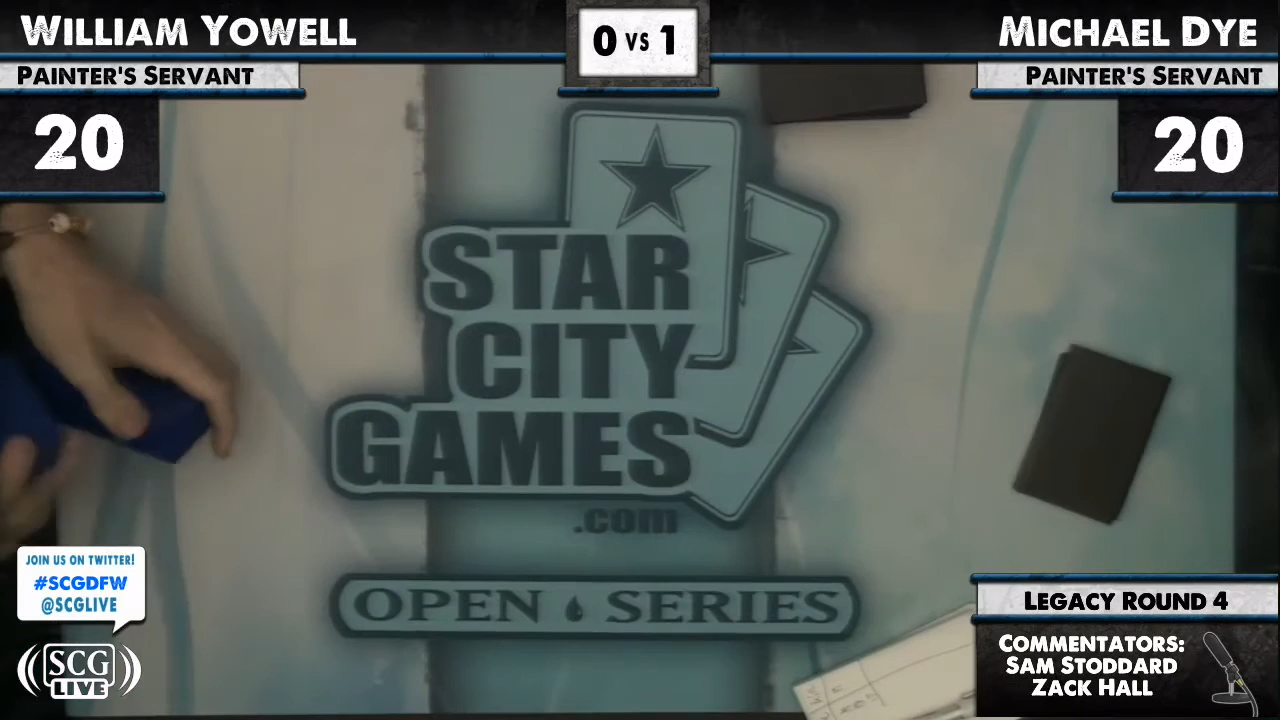 WILLIAM YOWELL
0 VS 1
MICHAEL DYE
PAINTER'S SERVANT
PAINTER'S SERVANT
20
20
STAR
CITY
GAMES
.com
OPEN SERIES
JOIN US ON TWITTER!
#SCGDFW
@SCGLIVE
SCG
LIVE
LEGACY ROUND 4
COMMENTATORS:
SAM STODDARD
ZACK HALL